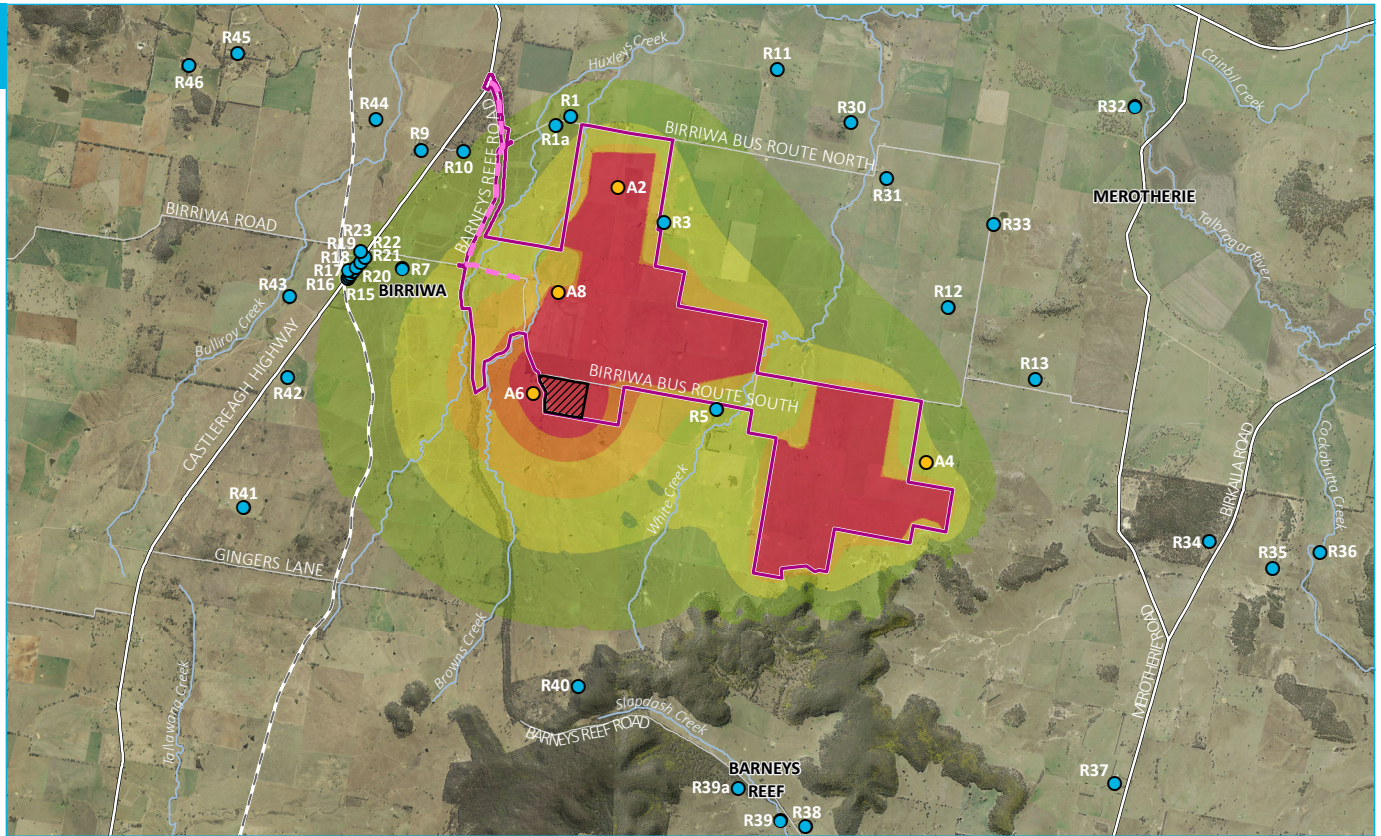 R45
R46
Huxleys Creek
R11
Cainbil Creek
R44
R1
R1a
R30
R32
R9
R10
BARNEYS REEF ROAD
BIRRIWA BUS ROUTE NORTH
A2
R31
MEROTHERIE
Talbragar River
BIRRIWA ROAD
R3
R33
R23
R19
R22
R18
R21
R17
R20
R16
R15
R7
BIRRIWA
R43
A8
R12
Bulliroy Creek
CASTLEREAGH HIGHWAY
R42
A6
BIRRIWA BUS ROUTE SOUTH
R5
R13
A4
White Creek
BIRKALLA ROAD
Cockabutta Creek
R41
GINGERS LANE
R34
R35
R36
Browns Creek
Tallawang Creek
MEROTHERIE ROAD
R40
Slapdash Creek
BARNEYS REEF ROAD
BARNEYS
REEF
R39a
R37
R39
R38